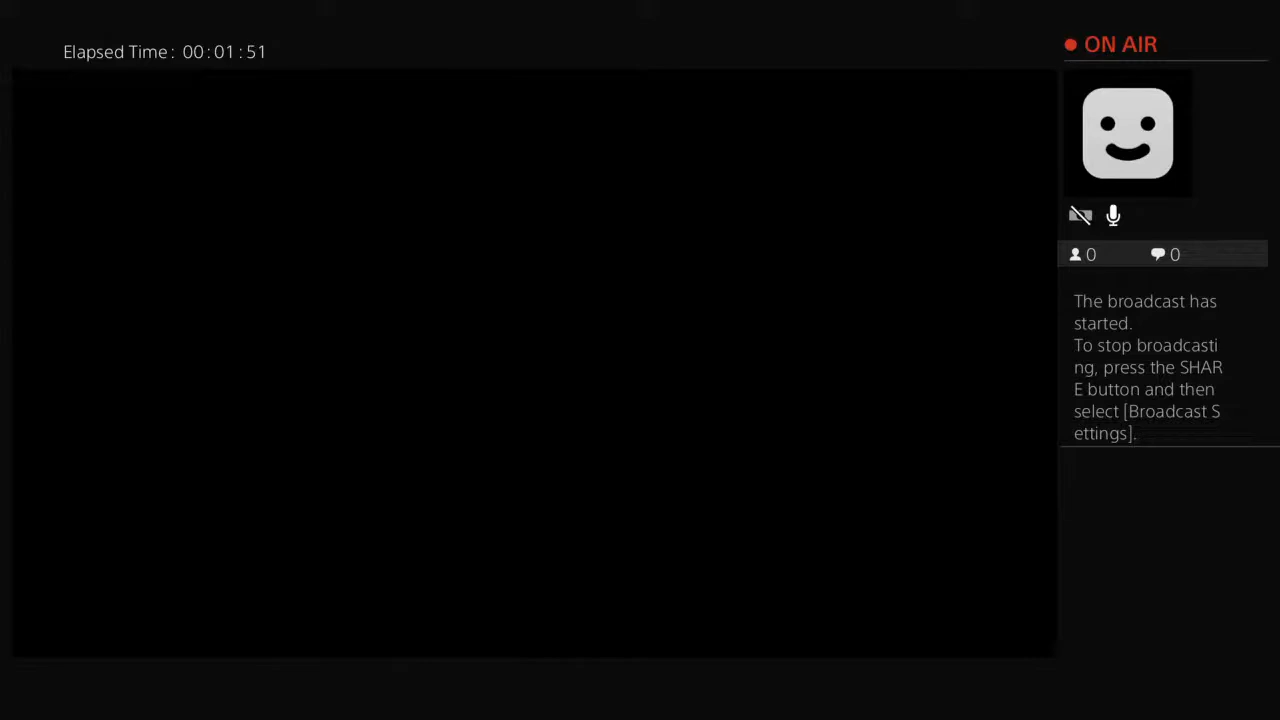 Elapsed Time: 00:01:51
ON AIR
0 0
The broadcast has
started.
To stop broadcasti
ng, press the SHAR
E button and then
select [Broadcast S
ettings].